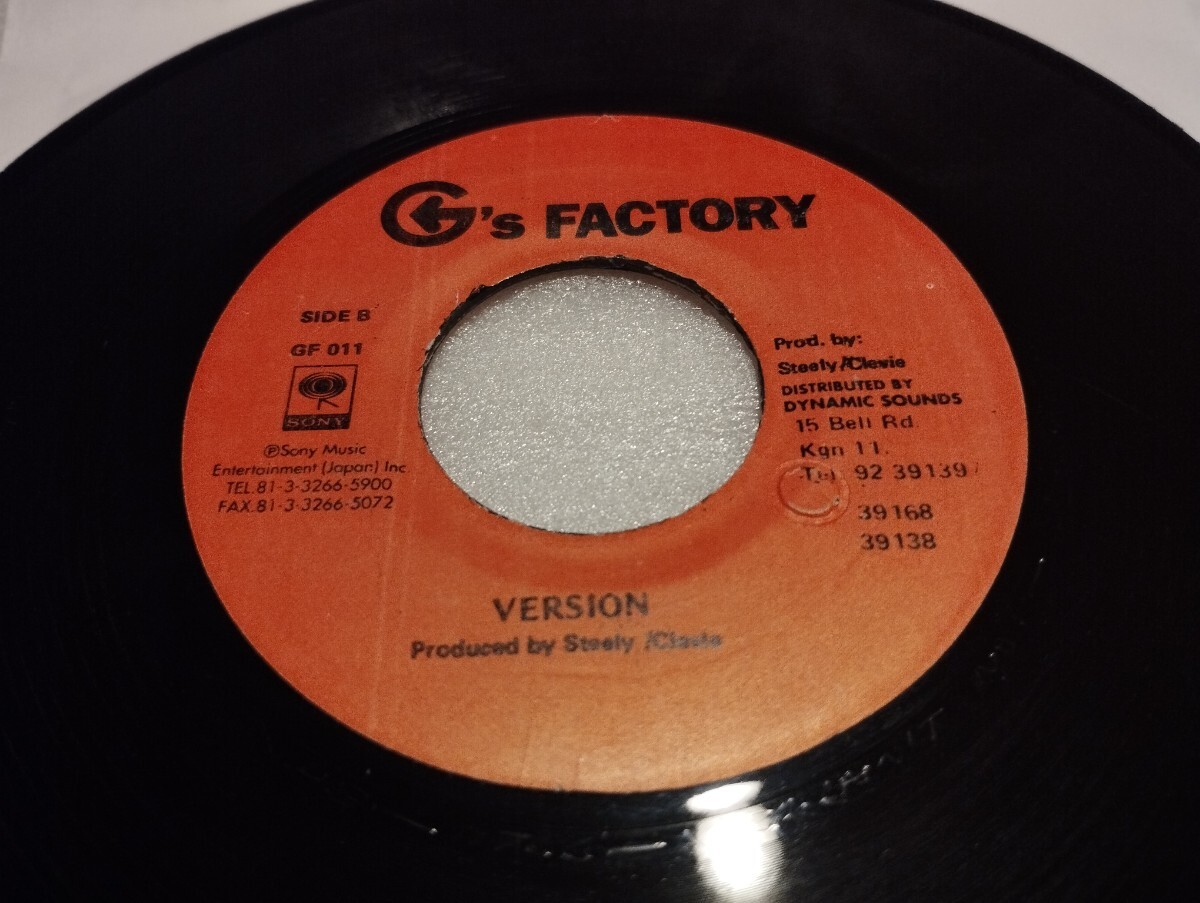 G's FACTORY
SIDE B
GF 011
SONY
℗Sony Music
Entertainment (Japan) Inc.
TEL.81-3-3266-5900
FAX.81-3-3266-5072
Prod. by:
Steely/Clevie
DISTRIBUTED BY
DYNAMIC SOUNDS
15 Bell Rd.
Kgn 11.
Tel. 92 39139/
39168
39138
VERSION
Produced by Steely /Clevie